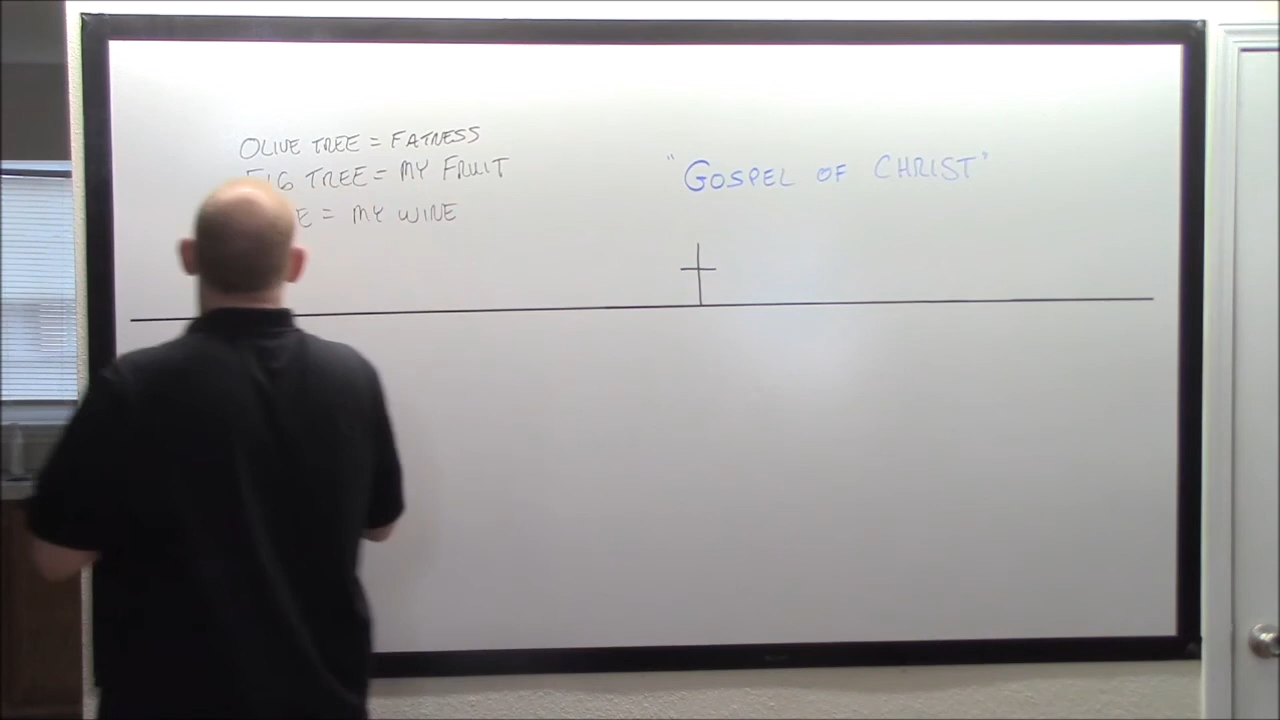 OLIVE TREE = FATNESS
FIG TREE = MY FRUIT
= MY WINE
"GOSPEL OF CHRIST"